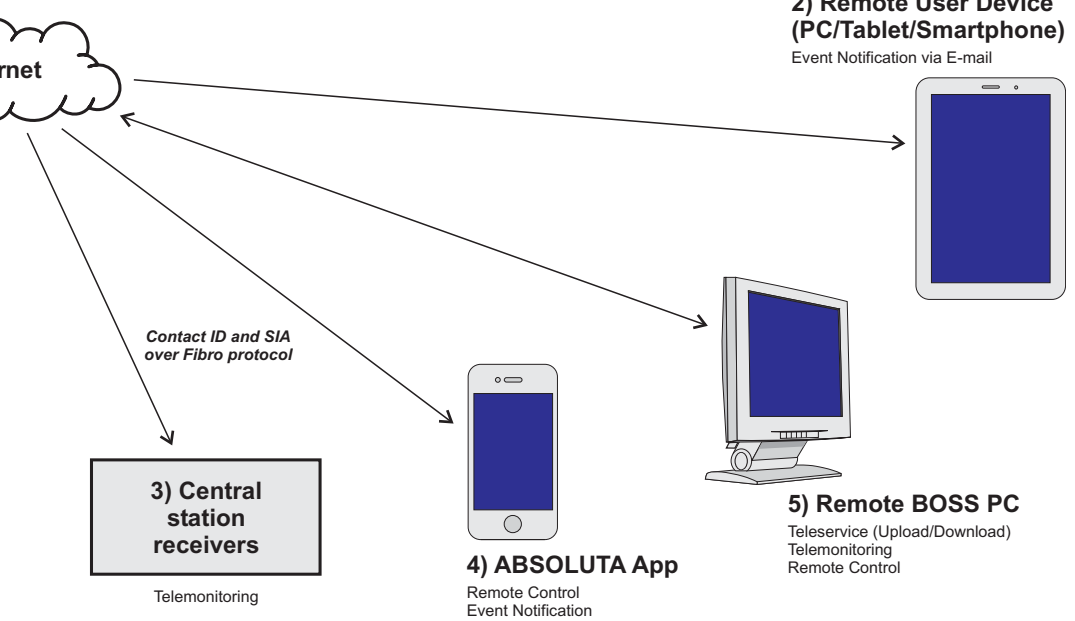 2) Remote User Device
(PC/Tablet/Smartphone)
Event Notification via E-mail
rnet
Contact ID and SIA
over Fibro protocol
3) Central
station
receivers
Telemonitoring
4) ABSOLUTA App
Remote Control
Event Notification
5) Remote BOSS PC
Teleservice (Upload/Download)
Telemonitoring
Remote Control